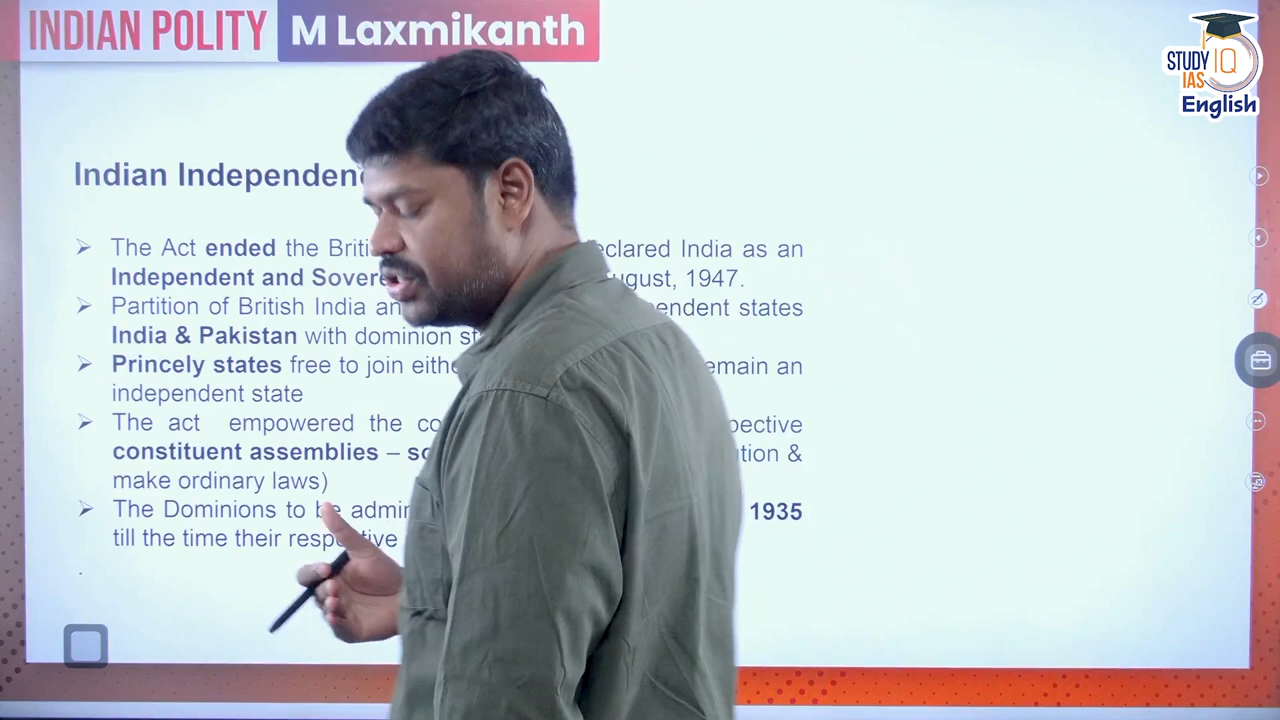 INDIAN POLITY M Laxmikanth
STUDY IQ
IAS
English
Indian Independen
➢ The Act ended the Briti eclared India as an
Independent and Sovere ugust, 1947.
➢ Partition of British India an endent states
India & Pakistan with dominion st
➢ Princely states free to join eithe emain an
independent state
➢ The act empowered the co pective
constituent assemblies – so ution &
make ordinary laws)
➢ The Dominions to be admin 1935
till the time their respective